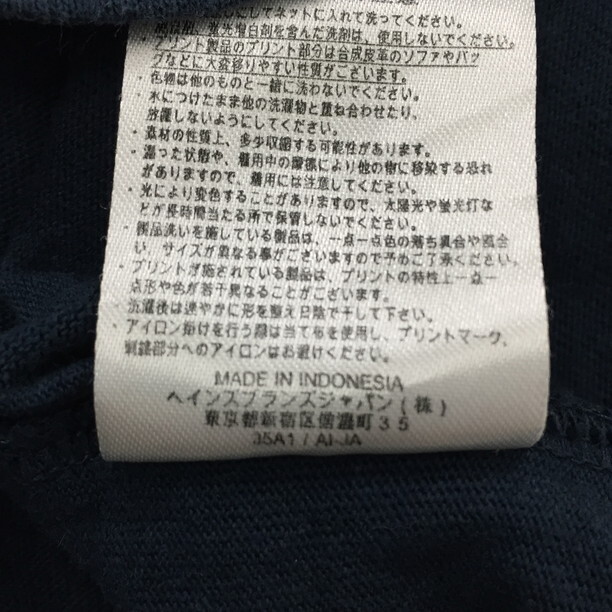 にしてネットに入れて洗ってください。
蛍光増白剤を含んだ洗剤は、使用しないでください。
・プリント製品のプリント部分は合成皮革のソファやバッ
グなどに大変移りやすい性質がございます。
・色物は他のものと一緒に洗わないでください。
・水につけたまま他の洗濯物と重ね合わせたり、
放置しないようにしてください。
・素材の性質上、多少収縮する可能性があります。
・湿った状態や、着用中の摩擦により他の物に移染する恐れ
がありますので、着用には注意してください。
・光により変色することがありますので、太陽光や蛍光灯な
どが長時間当たる所で保管しないでください。
・製品洗いを施している製品は、一点一点色の落ち具合や風合
い、サイズが異なる事がございますので予めご了承ください。
・プリントが施されている製品は、プリントの特性上一点一
点形や色が若干異なることがございます。
・洗濯後は速やかに形を整え日陰で干して下さい。
・アイロン掛けを行う際は当て布を使用し、プリントマーク、
刺繍部分へのアイロンはお避けください。
MADE IN INDONESIA
ヘインズブランズジャパン(株)
東京都新宿区信濃町35
35A1 / AI-JA